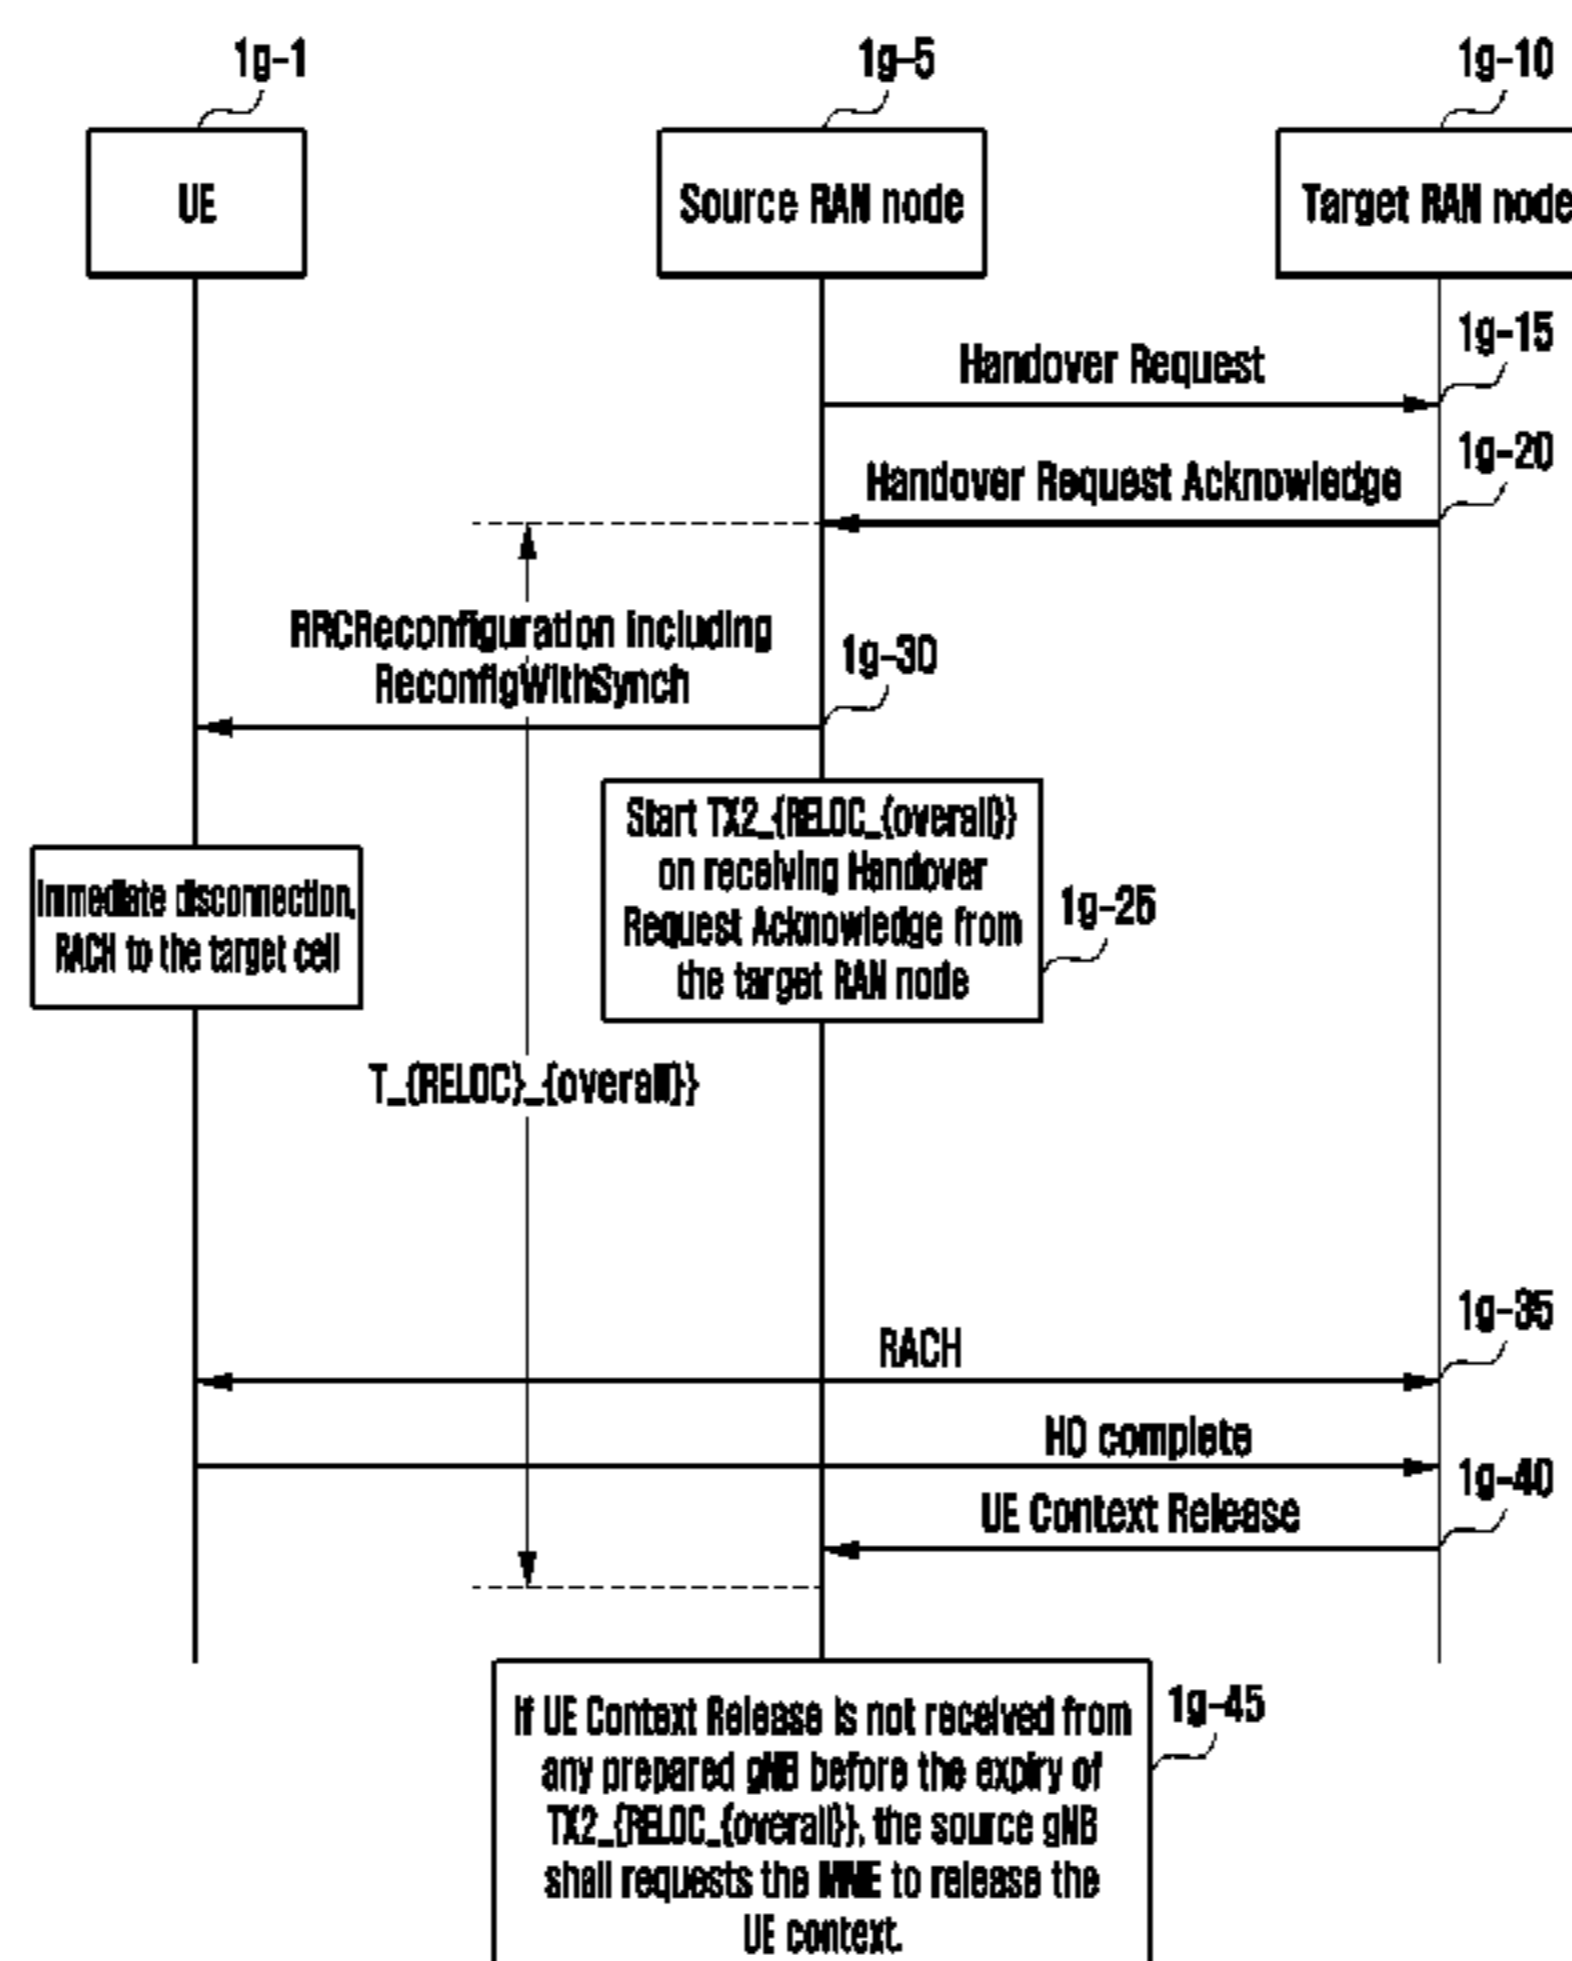 1g-1
1g-5
1g-10
UE
Source RAN node
Target RAN node
1g-15
Handover Request
1g-20
Handover Request Acknowledge
RRCReconfiguration including
ReconfigWithSynch
1g-30
Start TX2_{RELOC_{overall}}
on receiving Handover
Request Acknowledge from
the target RAN node
1g-25
Immediate disconnection,
RACH to the target cell
T_{RELOC}_{overall}}
1g-35
RACH
HO complete
1g-40
UE Context Release
1g-45
If UE Context Release is not received from
any prepared gNB before the expiry of
TX2_{RELOC_{overall}}, the source gNB
shall requests the MME to release the
UE context.